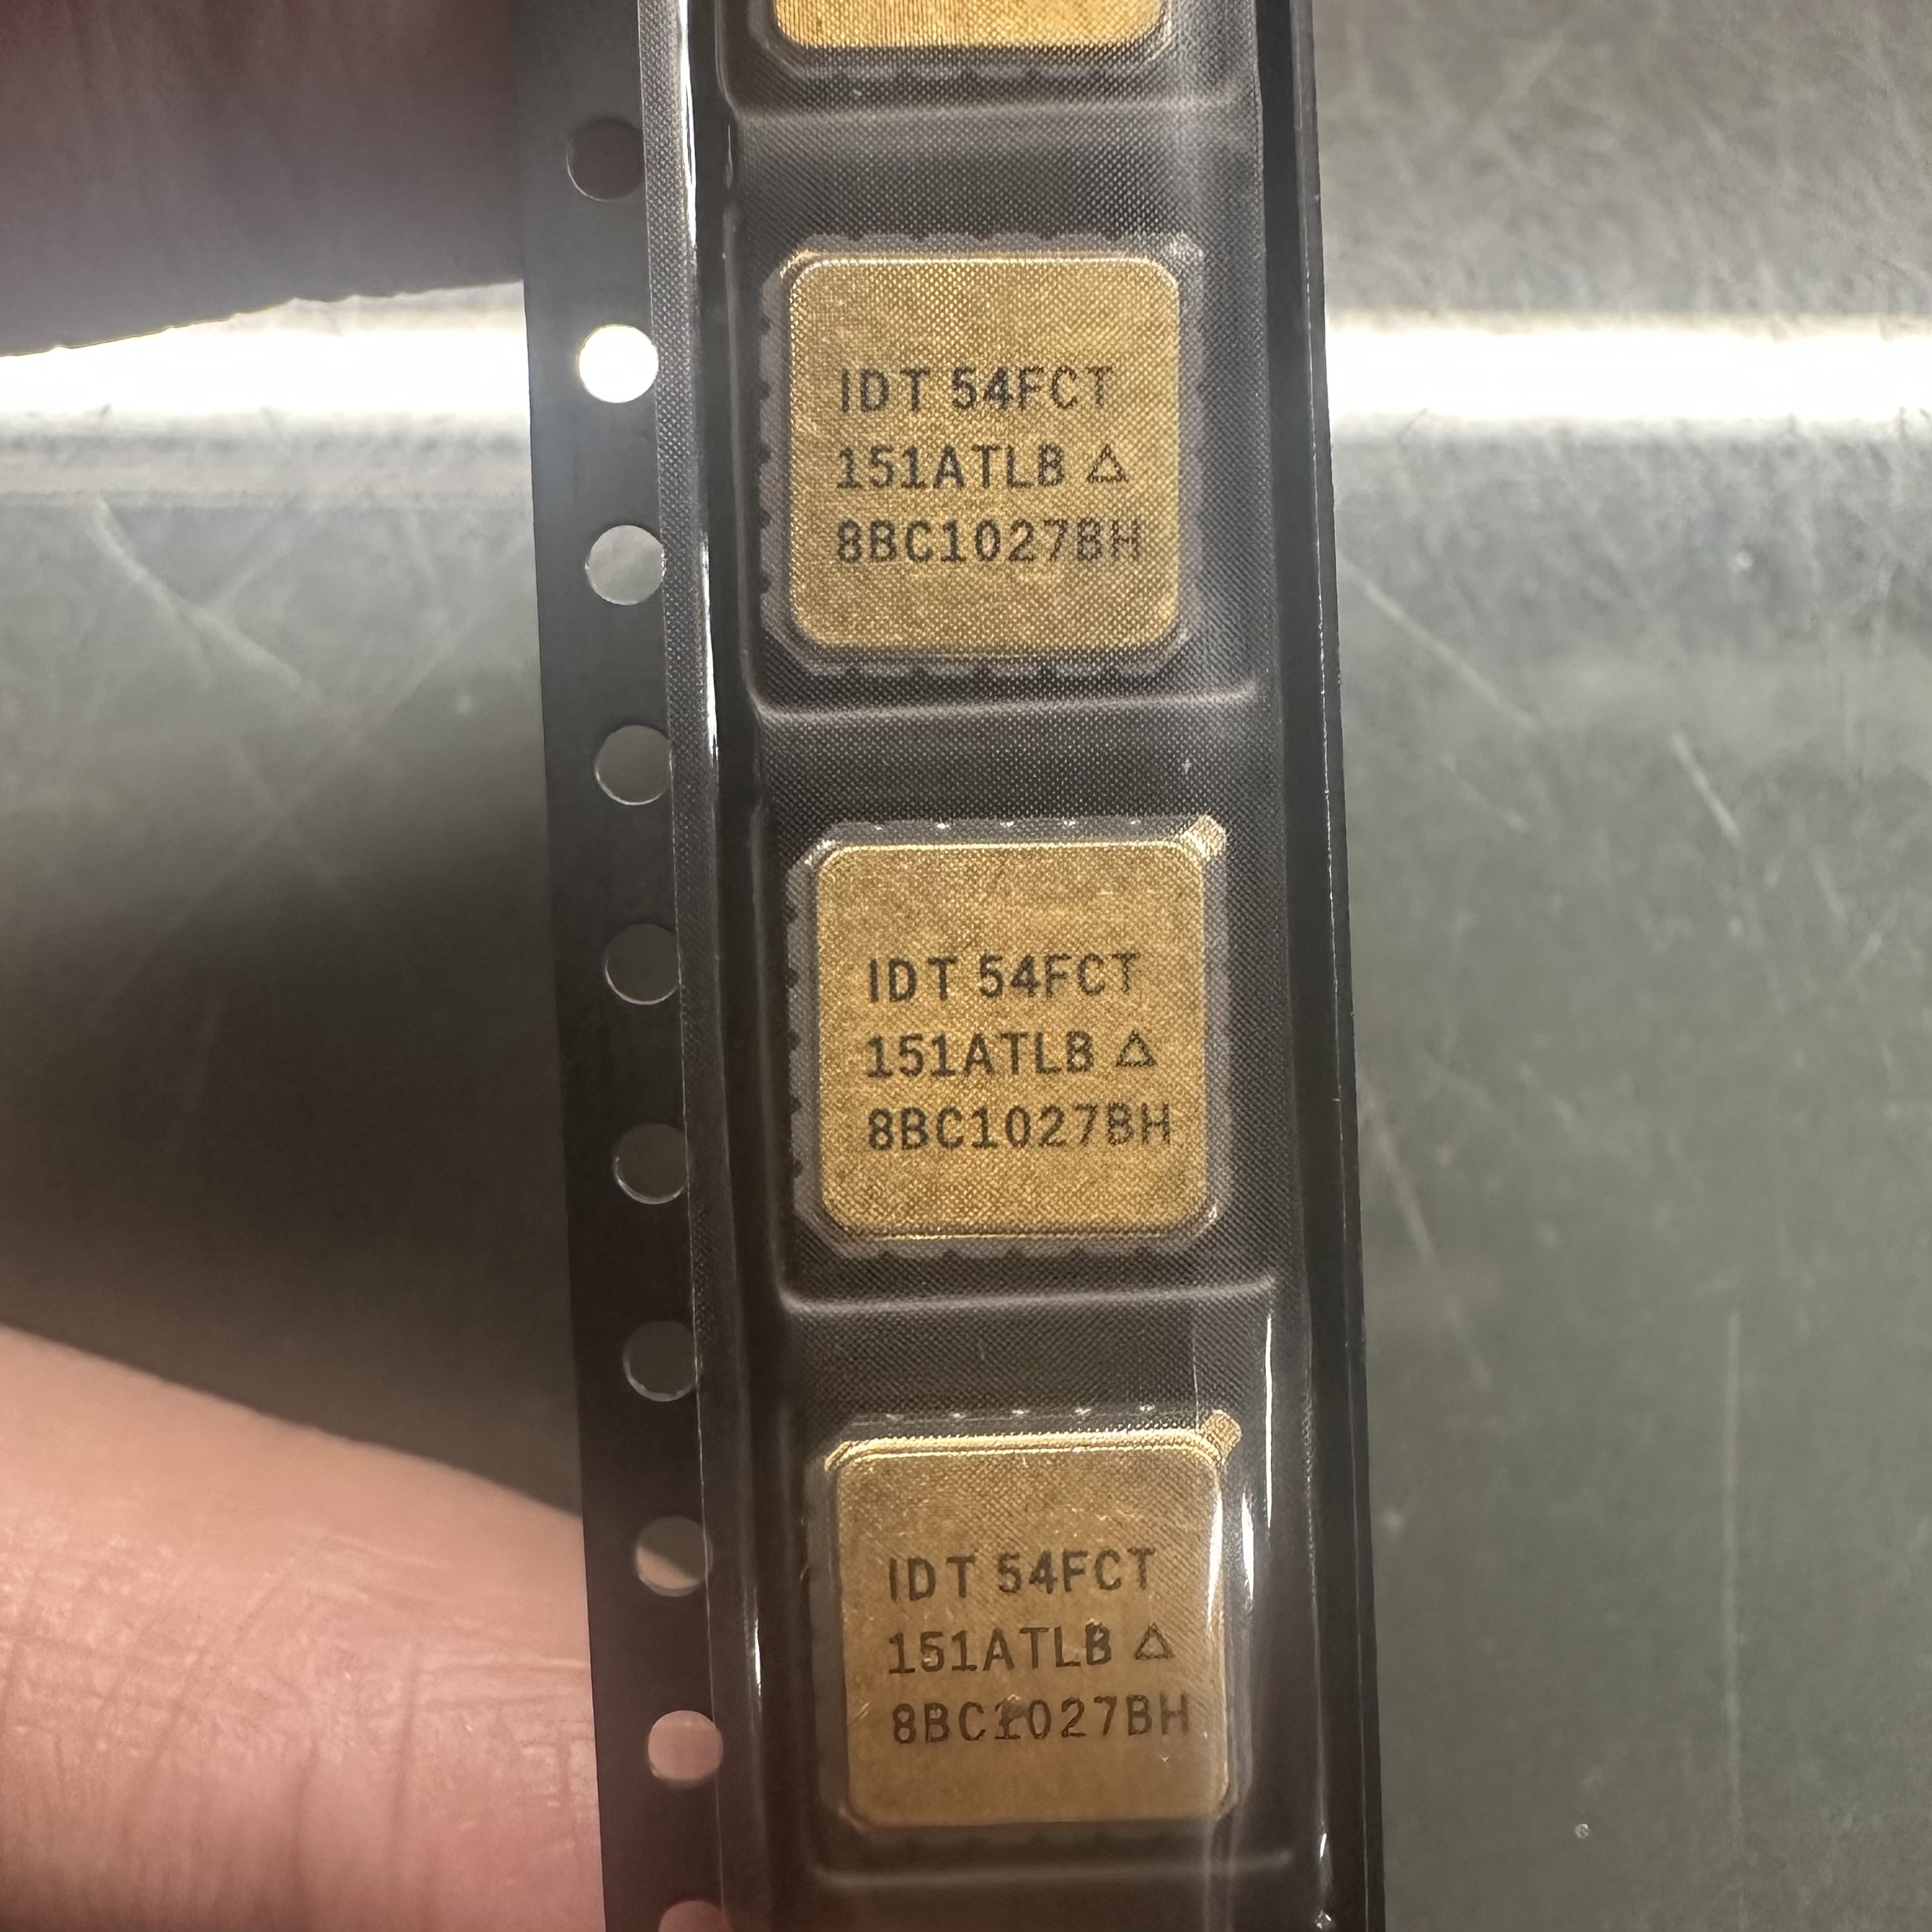 IDT 54FCT
151ATLB △
8BC1027BH
IDT 54FCT
151ATLB △
8BC1027BH
IDT 54FCT
151ATLB △
8BC1027BH